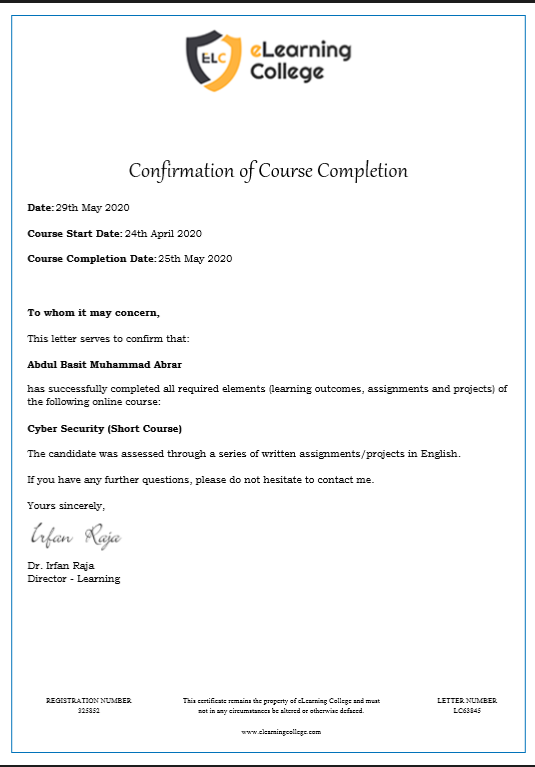 ELC
eLearning
College
Confirmation of Course Completion
Date: 29th May 2020
Course Start Date: 24th April 2020
Course Completion Date: 25th May 2020
To whom it may concern,
This letter serves to confirm that:
Abdul Basit Muhammad Abrar
has successfully completed all required elements (learning outcomes, assignments and projects) of
the following online course:
Cyber Security (Short Course)
The candidate was assessed through a series of written assignments/projects in English.
If you have any further questions, please do not hesitate to contact me.
Yours sincerely,
Irfan Raja
Dr. Irfan Raja
Director - Learning
REGISTRATION NUMBER
325852
This certificate remains the property of eLearning College and must
not in any circumstances be altered or otherwise defaced.
www.elearningcollege.com
LETTER NUMBER
LC63845